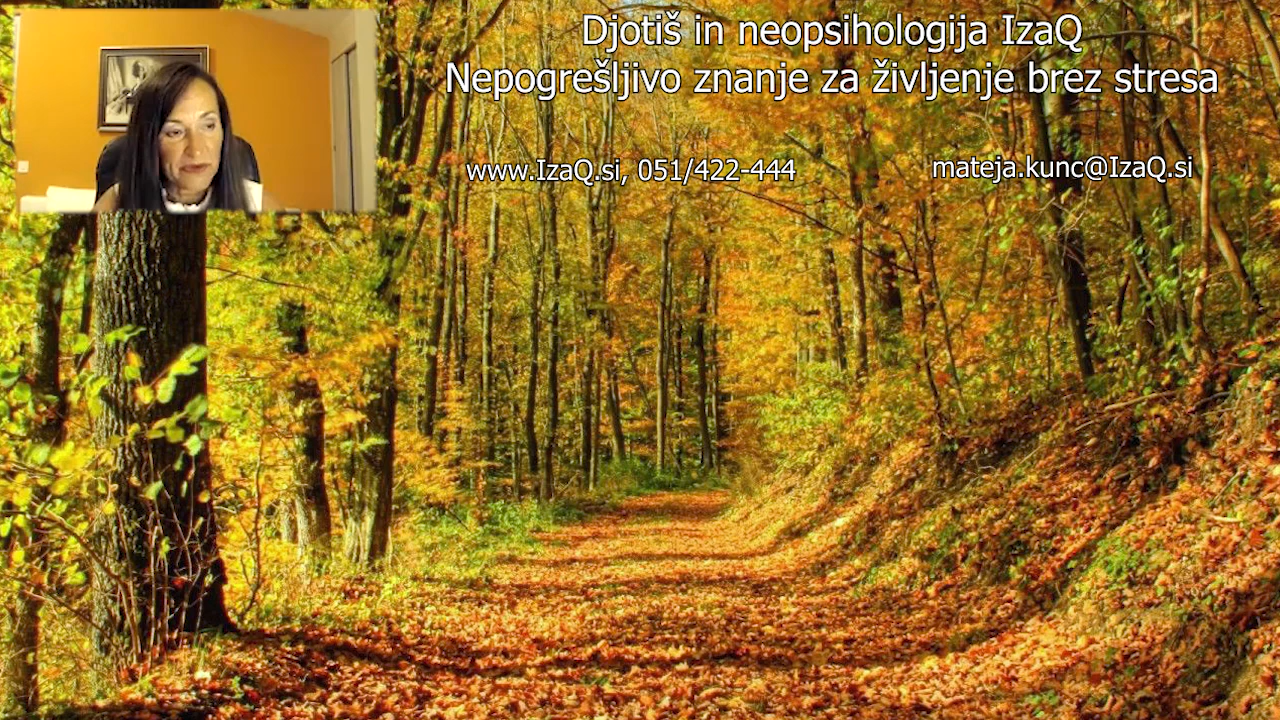 Djotiš in neopsihologija IzaQ
Nepogrešljivo znanje za življenje brez stresa
www.IzaQ.si, 051/422-444
mateja.kunc@IzaQ.si